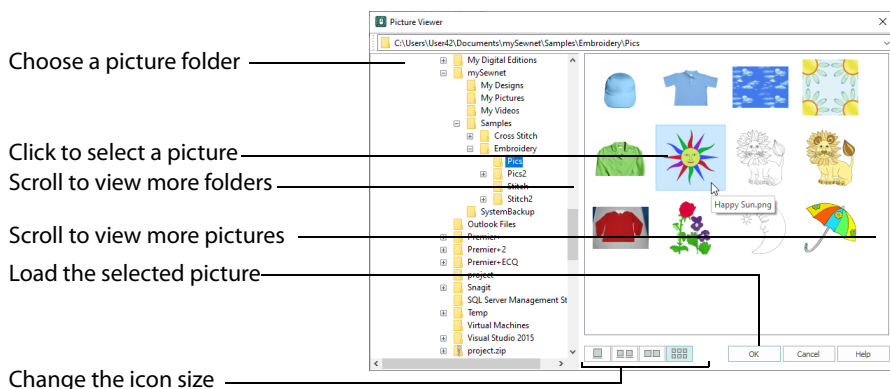 Picture Viewer
C:\Users\User42\Documents\mySewnet\Samples\Embroidery\Pics
Choose a picture folder
My Digital Editions
mySewnet
My Designs
My Pictures
My Videos
Samples
Cross Stitch
Click to select a picture
Embroidery
Pics
Scroll to view more folders
Pics2
Stitch
Stitch2
Happy Sun.png
SystemBackup
Outlook Files
Scroll to view more pictures
Premier+
Premier+2
Premier+ECQ
Load the selected picture
project
Snagit
SQL Server Management St
Temp
Virtual Machines
Visual Studio 2015
project.zip
OK
Cancel
Help
Change the icon size